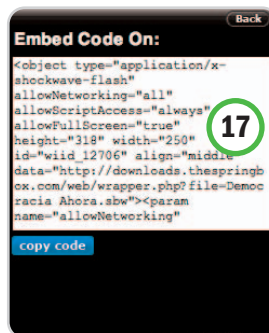 Back
Embed Code On:
<object type="application/x-
shockwave-flash"
allowNetworking="all"
allowScriptAccess="always"
allowFullScreen="true"
height="318" width="250"
id="wiid_12706" align="middle"
data="http://downloads.thespringb
ox.com/web/wrapper.php?file=Democ
racia Ahora.sbw"><param
name="allowNetworking"
17
copy code